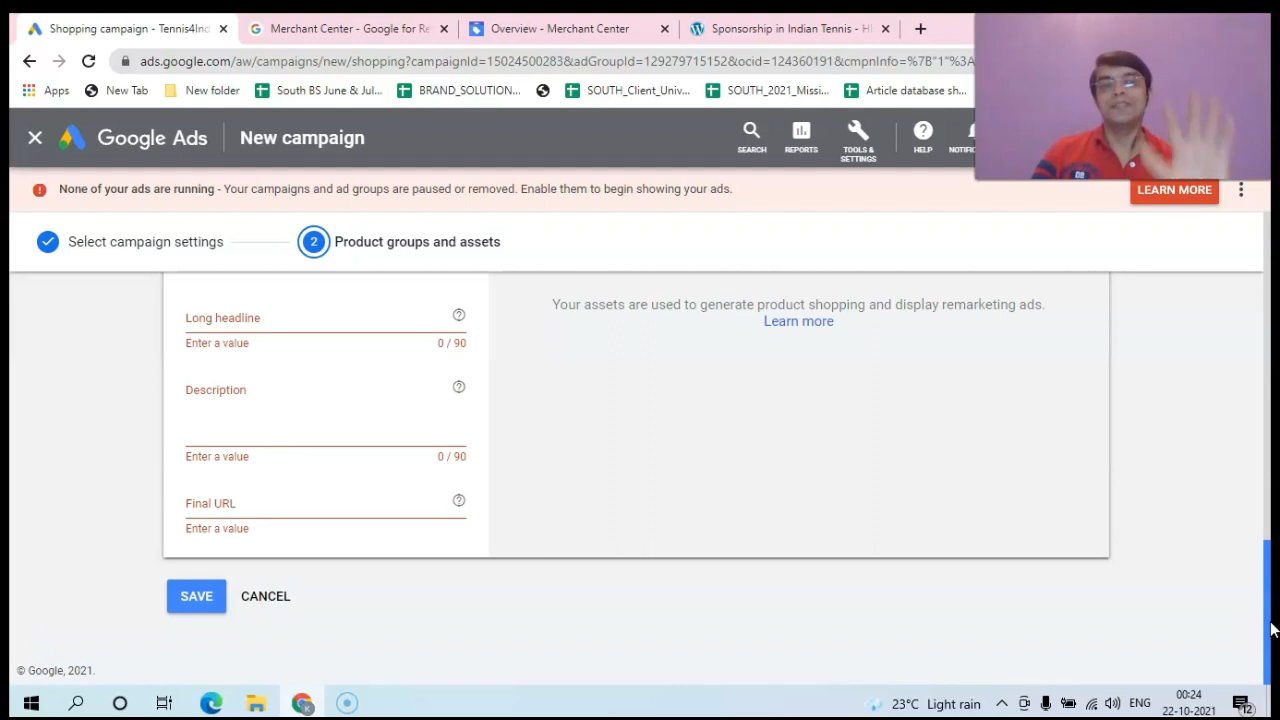 Shopping campaign - Tennis4Ind
Merchant Center - Google for Re
Overview - Merchant Center
Sponsorship in Indian Tennis - H
ads.google.com/aw/campaigns/new/shopping?campaignId=15024500283&adGroupId=129279715152&ocid=124360191&cmpnInfo=%7B"1"%3A
Apps
New Tab
New folder
South BS June & Jul...
BRAND_SOLUTION...
SOUTH_Client_Univ...
SOUTH_2021_Missi...
Article database sh...
Google Ads
New campaign
SEARCH
REPORTS
TOOLS & SETTINGS
HELP
NOTIFIC
None of your ads are running - Your campaigns and ad groups are paused or removed. Enable them to begin showing your ads.
LEARN MORE
Select campaign settings
2
Product groups and assets
Long headline
Enter a value 0 / 90
Description
Enter a value 0 / 90
Final URL
Enter a value
Your assets are used to generate product shopping and display remarketing ads.
Learn more
SAVE
CANCEL
© Google, 2021.
23°C Light rain
ENG
00:24
22-10-2021
12